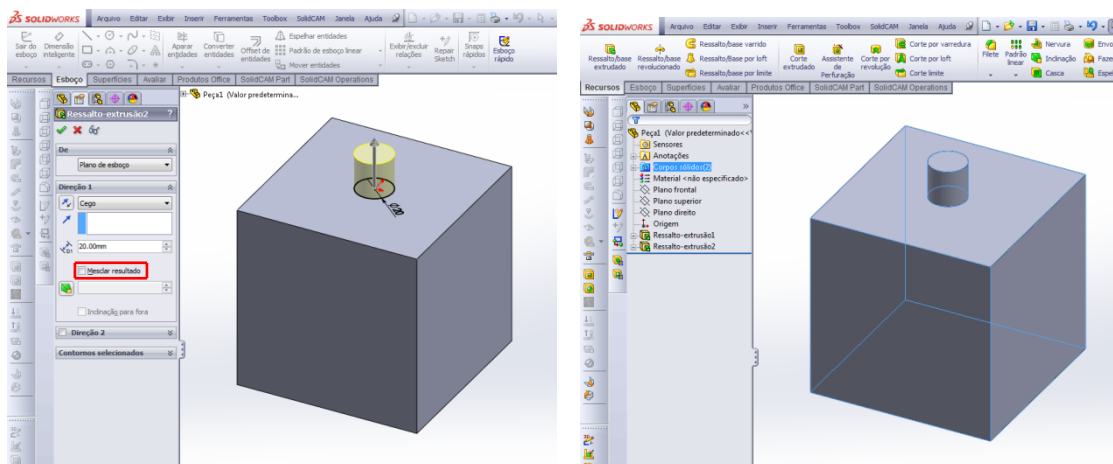 SOLIDWORKS Arquivo Editar Exibir Inserir Ferramentas Toolbox SolidCAM Janela Ajuda
Sair do esboço
Dimensão inteligente
Aparar entidades
Converter entidades
Offset de entidades
Espelhar entidades
Padrão de esboço linear
Mover entidades
Exibir/excluir relações
Repair Sketch
Snaps rápidos
Esboço rápido
Recursos Esboço Superfícies Avaliar Produtos Office SolidCAM Part SolidCAM Operations
Peça1 (Valor predetermina...
Ressalto-extrusão2 ?
De
Plano de esboço
Direção 1
Cego
D1 20.00mm
Mesclar resultado
Inclinação para fora
Direção 2
Contornos selecionados
Ø20
SOLIDWORKS Arquivo Editar Exibir Inserir Ferramentas Toolbox SolidCAM Janela Ajuda
Ressalto/base extrudado
Ressalto/base revolucionado
Ressalto/base varrido
Ressalto/base por loft
Ressalto/base por limite
Corte extrudado
Assistente de Perfuração
Corte por revolução
Corte por varredura
Corte por loft
Corte limite
Filete
Padrão linear
Nervura
Inclinação
Casca
Recursos Esboço Superfícies Avaliar Produtos Office SolidCAM Part SolidCAM Operations
Peça1 (Valor predeterminado<<
Sensores
Anotações
Corpos sólidos(2)
Material <não especificado>
Plano frontal
Plano superior
Plano direito
Origem
Ressalto-extrusão1
Ressalto-extrusão2